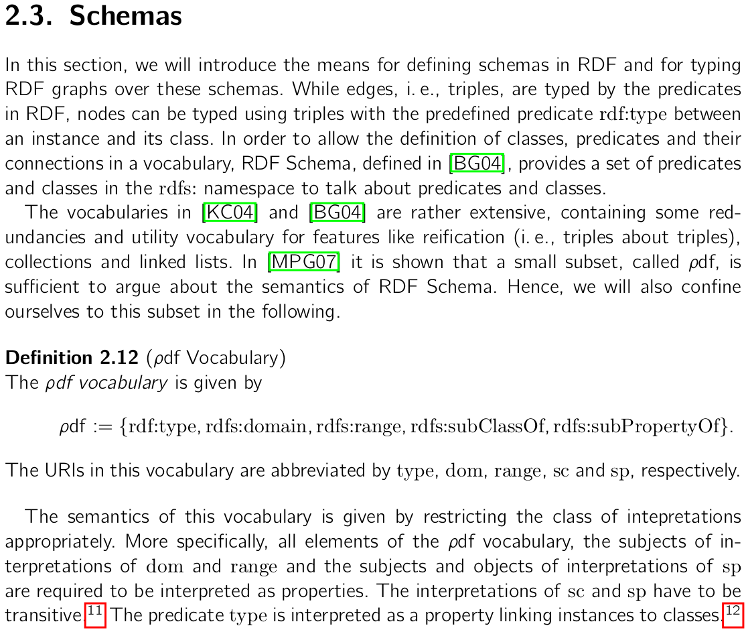 2.3. Schemas
In this section, we will introduce the means for defining schemas in RDF and for typing
RDF graphs over these schemas. While edges, i. e., triples, are typed by the predicates
in RDF, nodes can be typed using triples with the predefined predicate rdf:type between
an instance and its class. In order to allow the definition of classes, predicates and their
connections in a vocabulary, RDF Schema, defined in [BG04], provides a set of predicates
and classes in the rdfs: namespace to talk about predicates and classes.
The vocabularies in [KC04] and [BG04] are rather extensive, containing some red-
undancies and utility vocabulary for features like reification (i. e., triples about triples),
collections and linked lists. In [MPG07] it is shown that a small subset, called ρdf, is
sufficient to argue about the semantics of RDF Schema. Hence, we will also confine
ourselves to this subset in the following.
Definition 2.12 (ρdf Vocabulary)
The ρdf vocabulary is given by
ρdf := {rdf:type, rdfs:domain, rdfs:range, rdfs:subClassOf, rdfs:subPropertyOf}.
The URIs in this vocabulary are abbreviated by type, dom, range, sc and sp, respectively.
The semantics of this vocabulary is given by restricting the class of intepretations
appropriately. More specifically, all elements of the ρdf vocabulary, the subjects of in-
terpretations of dom and range and the subjects and objects of interpretations of sp
are required to be interpreted as properties. The interpretations of sc and sp have to be
transitive.11 The predicate type is interpreted as a property linking instances to classes.12